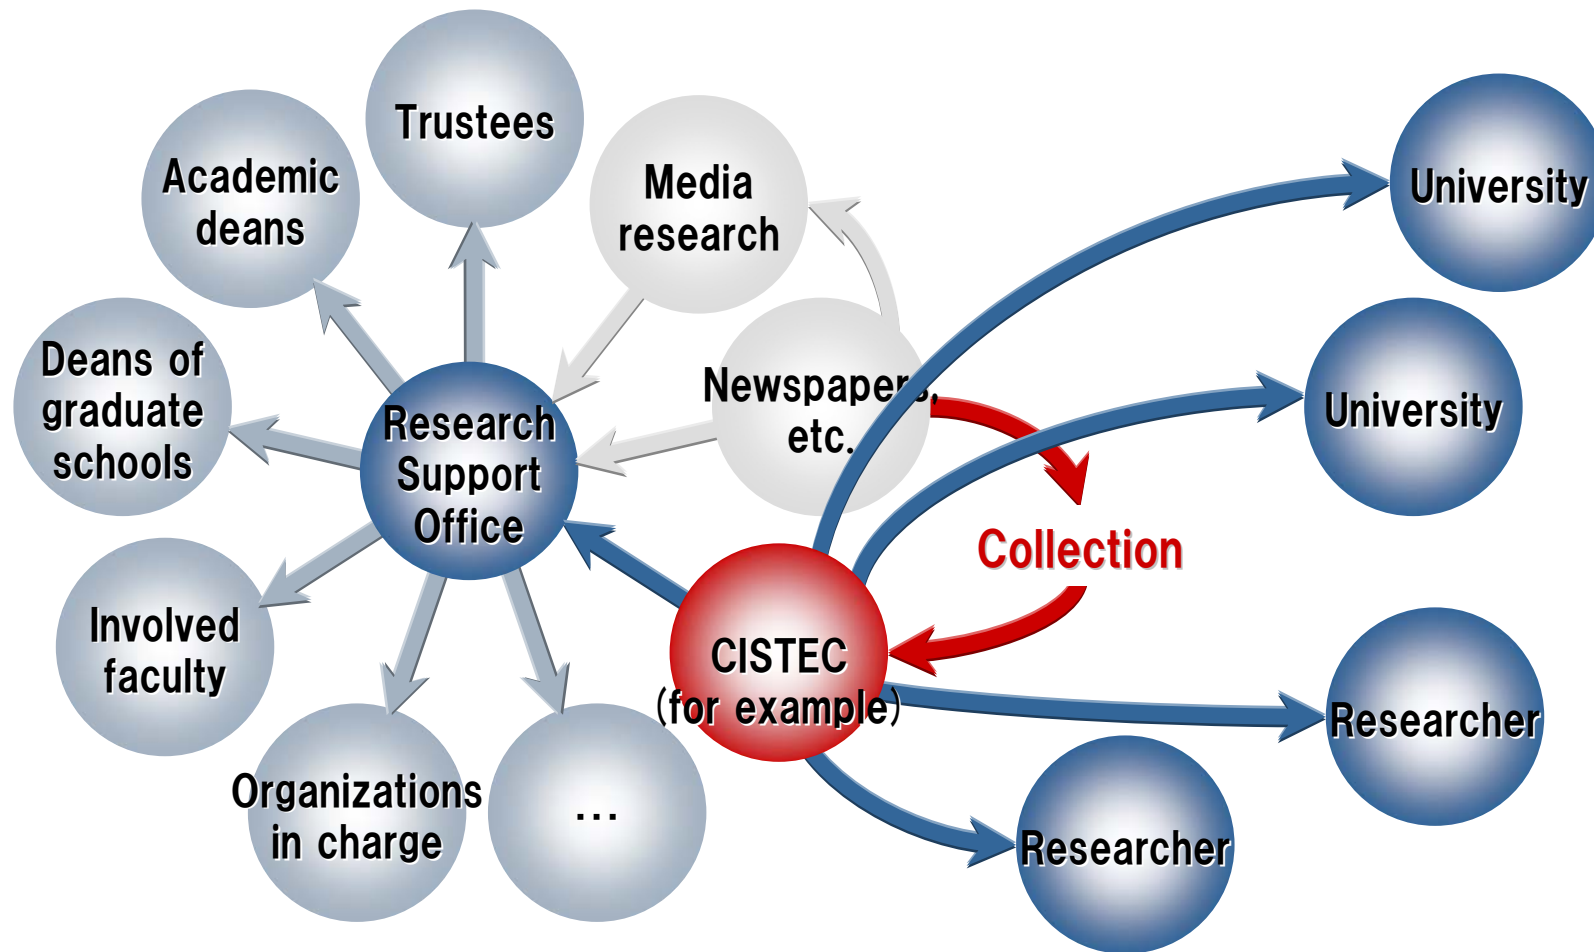 Trustees
Academic
deans
Media
research
University
Deans of
graduate
schools
Research
Support
Office
Newspapers,
etc.
University
Collection
Involved
faculty
CISTEC
(for example)
Researcher
Organizations
in charge
...
Researcher